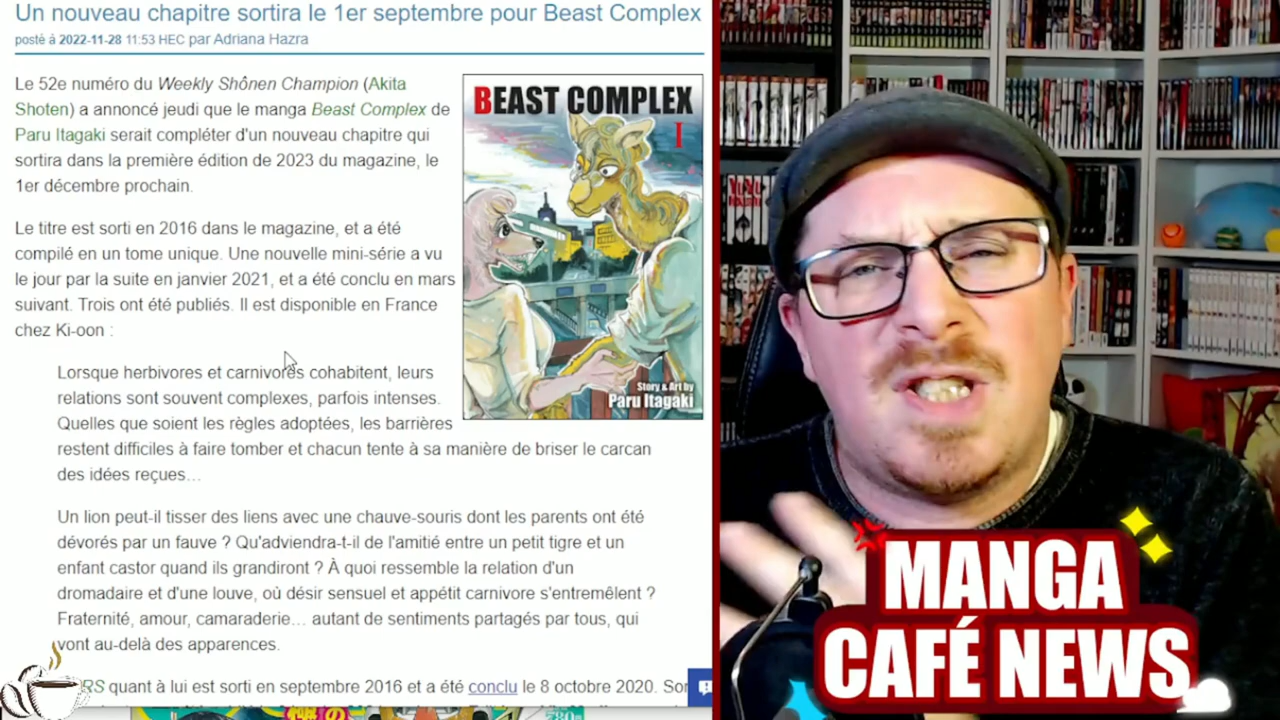 Un nouveau chapitre sortira le 1er septembre pour Beast Complex
posté à 2022-11-28 11:53 HEC par Adriana Hazra
Le 52e numéro du Weekly Shônen Champion (Akita
Shoten) a annoncé jeudi que le manga Beast Complex de
Paru Itagaki serait compléter d'un nouveau chapitre qui
sortira dans la première édition de 2023 du magazine, le
1er décembre prochain.
Le titre est sorti en 2016 dans le magazine, et a été
compilé en un tome unique. Une nouvelle mini-série a vu
le jour par la suite en janvier 2021, et a été conclu en mars
suivant. Trois ont été publiés. Il est disponible en France
chez Ki-oon :
Lorsque herbivores et carnivores cohabitent, leurs
relations sont souvent complexes, parfois intenses.
Quelles que soient les règles adoptées, les barrières
restent difficiles à faire tomber et chacun tente à sa manière de briser le carcan
des idées reçues…
Un lion peut-il tisser des liens avec une chauve-souris dont les parents ont été
dévorés par un fauve ? Qu'adviendra-t-il de l'amitié entre un petit tigre et un
enfant castor quand ils grandiront ? À quoi ressemble la relation d'un
dromadaire et d'une louve, où désir sensuel et appétit carnivore s'entremêlent ?
Fraternité, amour, camaraderie… autant de sentiments partagés par tous, qui
vont au-delà des apparences.
RS quant à lui est sorti en septembre 2016 et a été conclu le 8 octobre 2020. Son
BEAST COMPLEX
I
Story & Art by
Paru Itagaki
MANGA
CAFÉ NEWS